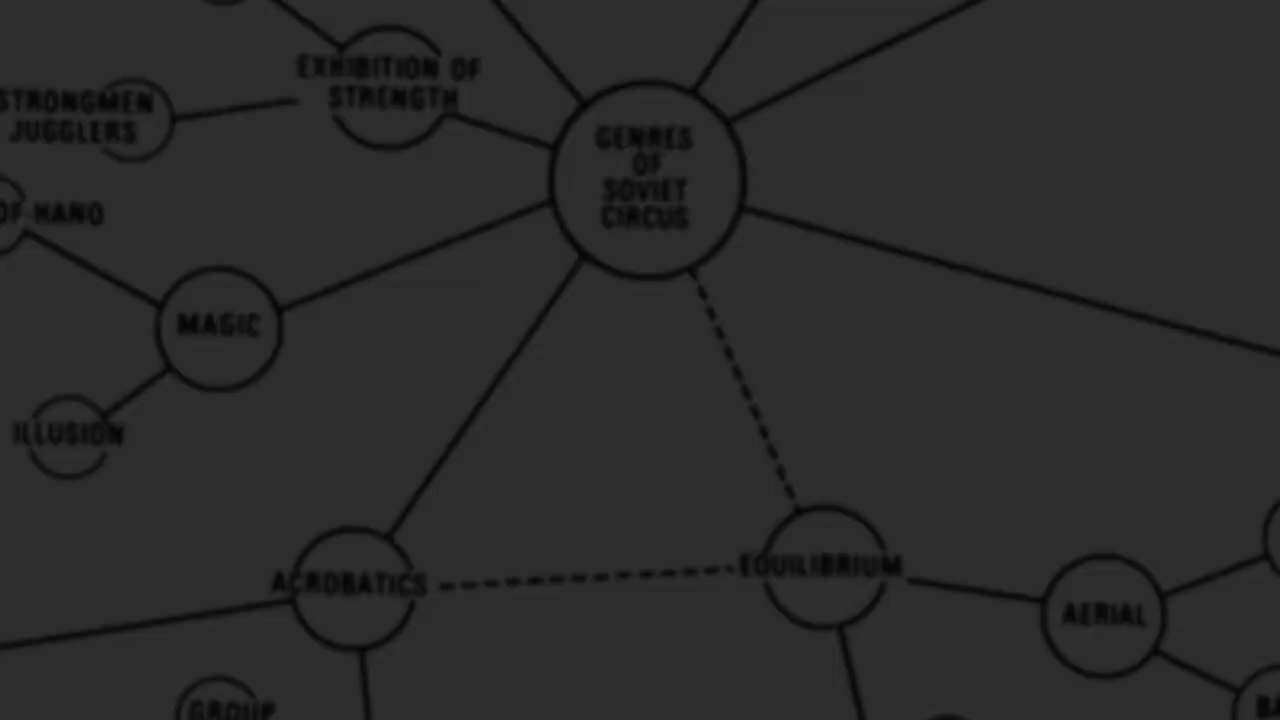 EXHIBITION OF
STRENGTH
STRONGMEN
JUGGLERS
GENRES
OF
SOVIET
CIRCUS
OF-HAND
MAGIC
ILLUSION
ACROBATICS
EQUILIBRIUM
AERIAL
GROUP